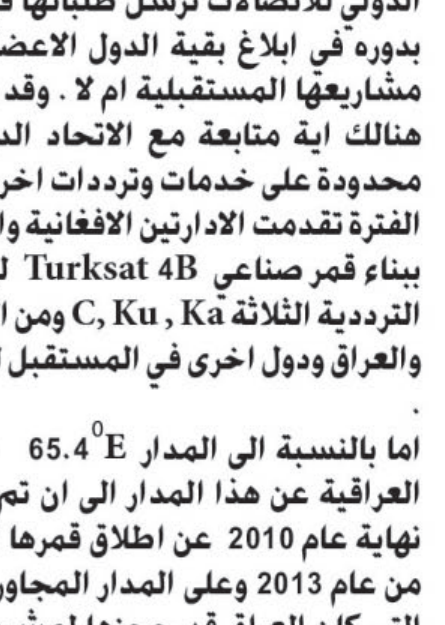 الدولي للاتصالات ترسل طلباتها
بدوره في ابلاغ بقية الدول الاعض
مشاريعها المستقبلية ام لا . وقد
هنالك اية متابعة مع الاتحاد الد
محدودة على خدمات وترددات اخر
الفترة تقدمت الادارتين الافغانية وا
ببناء قمر صناعي Turksat 4B ل
الترددية الثلاثة C, Ku , Ka ومن ا
والعراق ودول اخرى في المستقبل ا
.
اما بالنسبة الى المدار 65.4⁰E
العراقية عن هذا المدار الى ان تم
نهاية عام 2010 عن اطلاق قمرها
من عام 2013 وعلى المدار المجاور